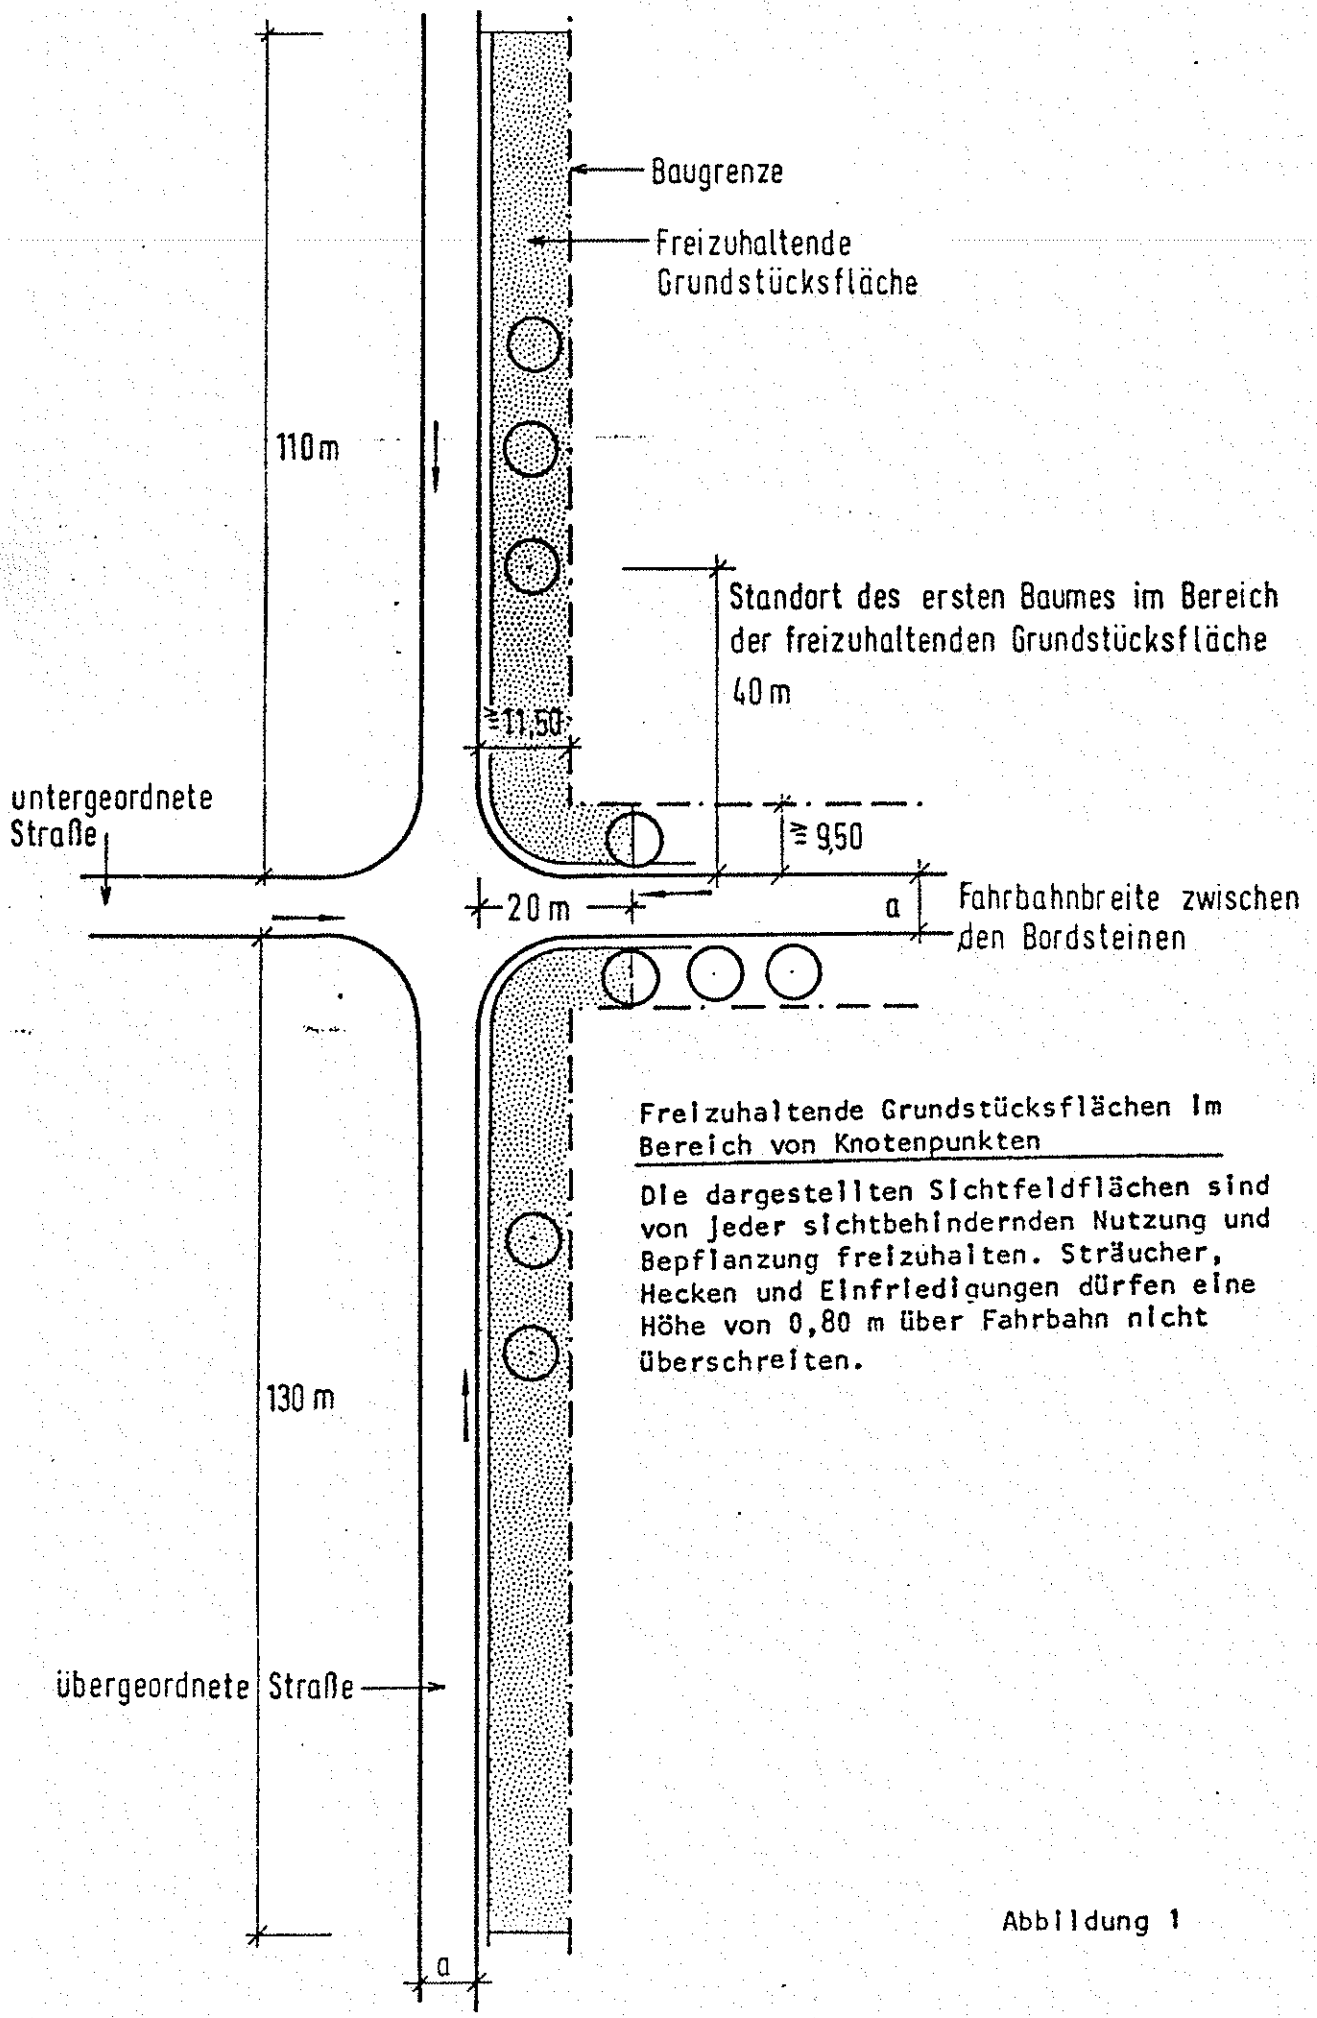 Baugrenze
Freizuhaltende
Grundstücksfläche
110 m
Standort des ersten Baumes im Bereich
der freizuhaltenden Grundstücksfläche
40 m
≧11,50
untergeordnete
Straße
≧ 9,50
20 m
a
Fahrbahnbreite zwischen
den Bordsteinen
Freizuhaltende Grundstücksflächen im
Bereich von Knotenpunkten
Die dargestellten Sichtfeldflächen sind
von jeder sichtbehindernden Nutzung und
Bepflanzung freizuhalten. Sträucher,
Hecken und Einfriedigungen dürfen eine
Höhe von 0,80 m über Fahrbahn nicht
überschreiten.
130 m
übergeordnete Straße
Abbildung 1
a